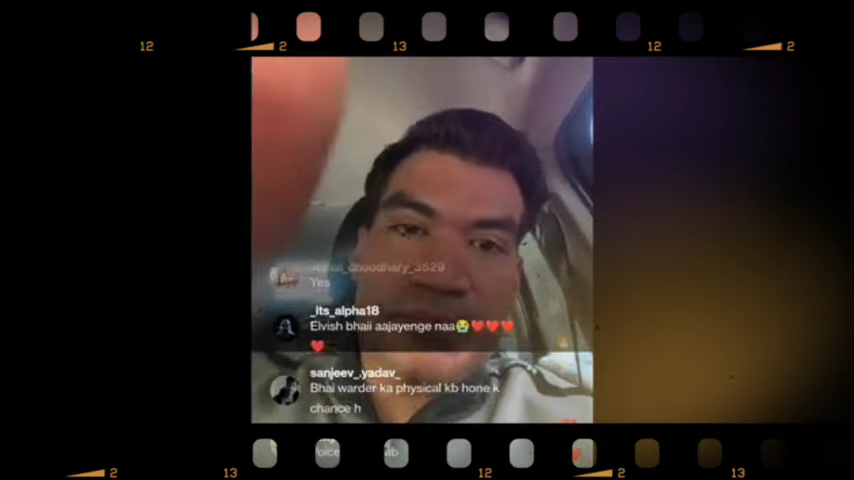 2
13
12
2
12
_choudhary_3529
Yes
_its_alpha18
Elvish bhaii aajayenge naa😭❤️❤️❤️
❤️
sanjeev_.yadav_
Bhai warder ka physical kb hone k
chance h
2
13
12
2
13